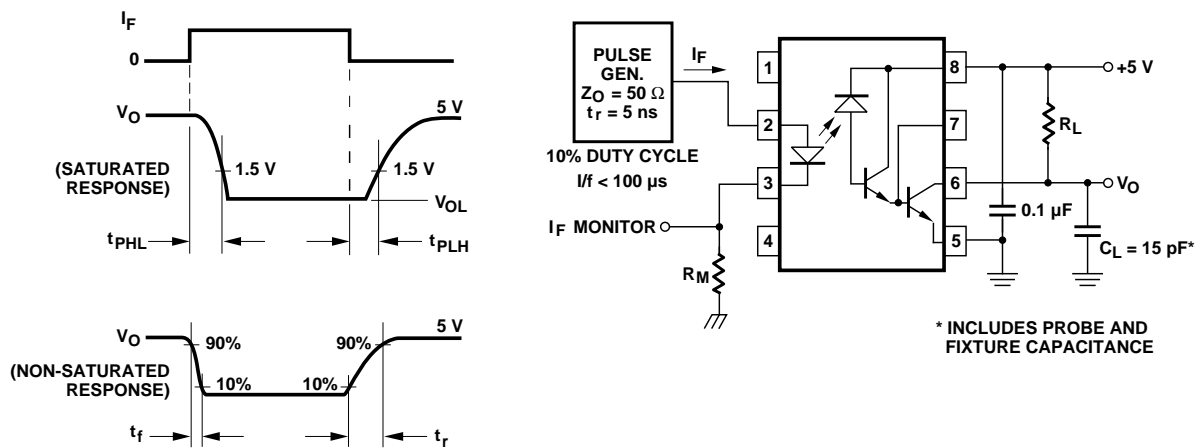 I_F
0
V_O
5 V
(SATURATED
RESPONSE)
1.5 V
1.5 V
V_OL
t_PHL
t_PLH
V_O
5 V
(NON-SATURATED
RESPONSE)
90%
90%
10%
10%
t_f
t_r
PULSE
GEN.
Z_O = 50 Ω
t_r = 5 ns
I_F
10% DUTY CYCLE
I/f < 100 µs
I_F MONITOR
R_M
1
2
3
4
8
7
6
5
+5 V
R_L
V_O
0.1 µF
C_L = 15 pF*
* INCLUDES PROBE AND
FIXTURE CAPACITANCE